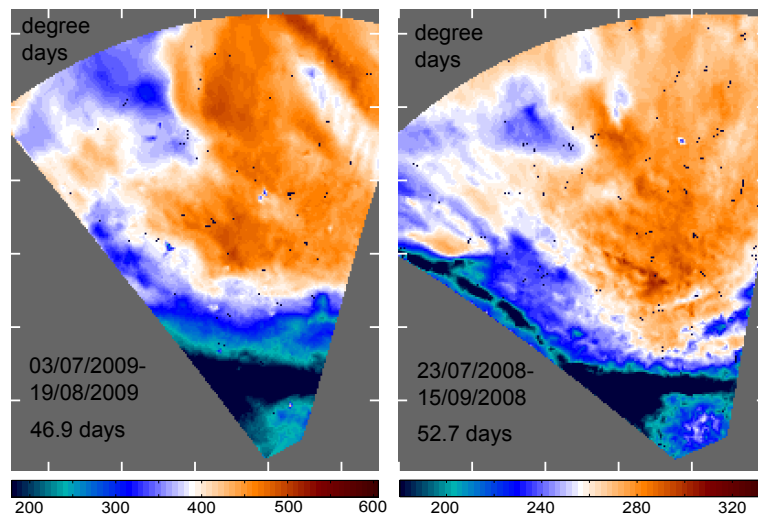 degree
days
03/07/2009-
19/08/2009
46.9 days
200 300 400 500 600
degree
days
23/07/2008-
15/09/2008
52.7 days
200 240 280 320